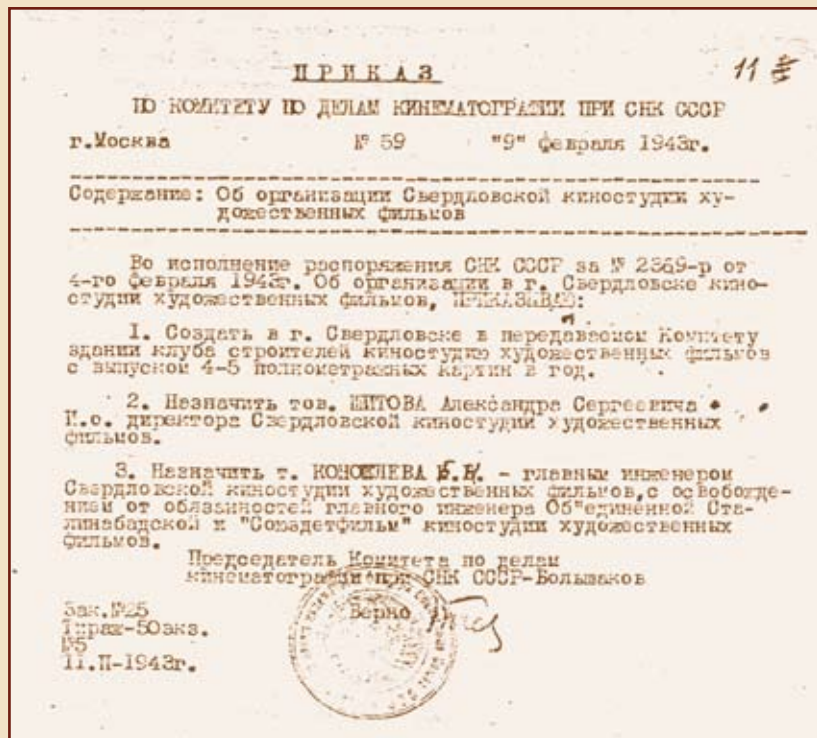 ПРИКАЗ
11
ПО КОМИТЕТУ ПО ДЕЛАМ КИНЕМАТОГРАФИИ ПРИ СНК СССР
г.Москва № 59 "9" февраля 1943г.
Содержание: Об организации Свердловской киностудии ху-
дожественных фильмов
Во исполнение распоряжения СНК СССР за № 2369-р от
4-го февраля 1943г. Об организации в г. Свердловске кино-
студии художественных фильмов, ПРИКАЗЫВАЮ:
1. Создать в г. Свердловске в передаваемом Комитету
здании клуба строителей киностудию художественных фильмов
с выпуском 4-5 полнометражных картин в год.
2. Назначить тов. ШИТОВА Александра Сергеевича
И.о. директора Свердловской киностудии художественных
фильмов.
3. Назначить т. - главным инженером
Свердловской киностудии художественных фильмов,с освобожде-
нием от обязанностей главного инженера Об"единенной Ста-
линабадской и "Союздетфильм" киностудии художественных
фильмов.
Председатель Комитета по делам
кинематографии при СНК СССР-Большаков
Зак.№25
Верно
Тираж-50экз.
№5
11.II-1943г.